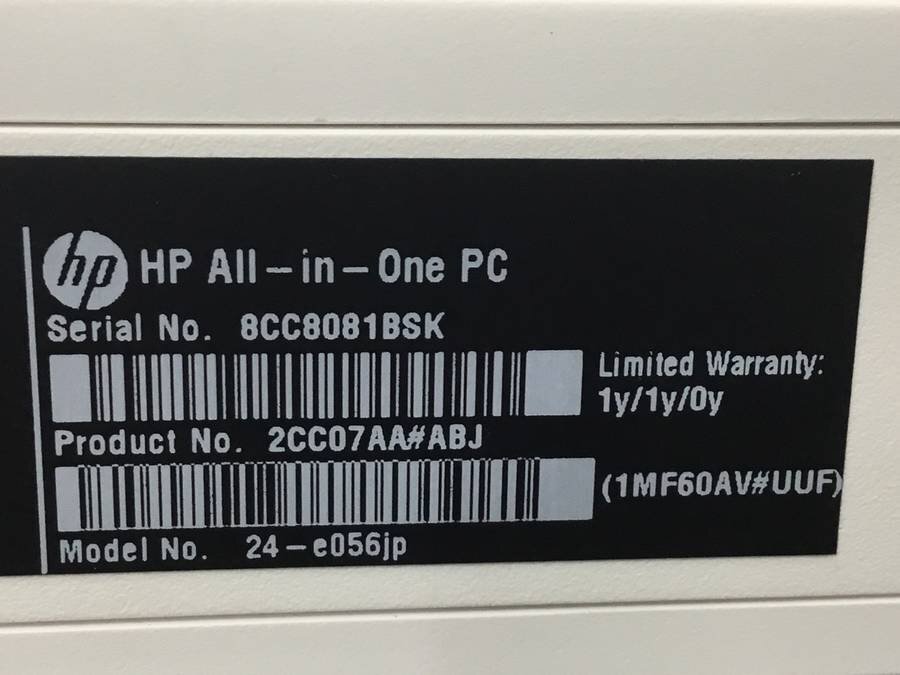 hp HP All-in-One PC
Serial No. 8CC8081BSK
Limited Warranty:
1y/1y/0y
Product No. 2CC07AA#ABJ
(1MF60AV#UUF)
Model No. 24-e056jp